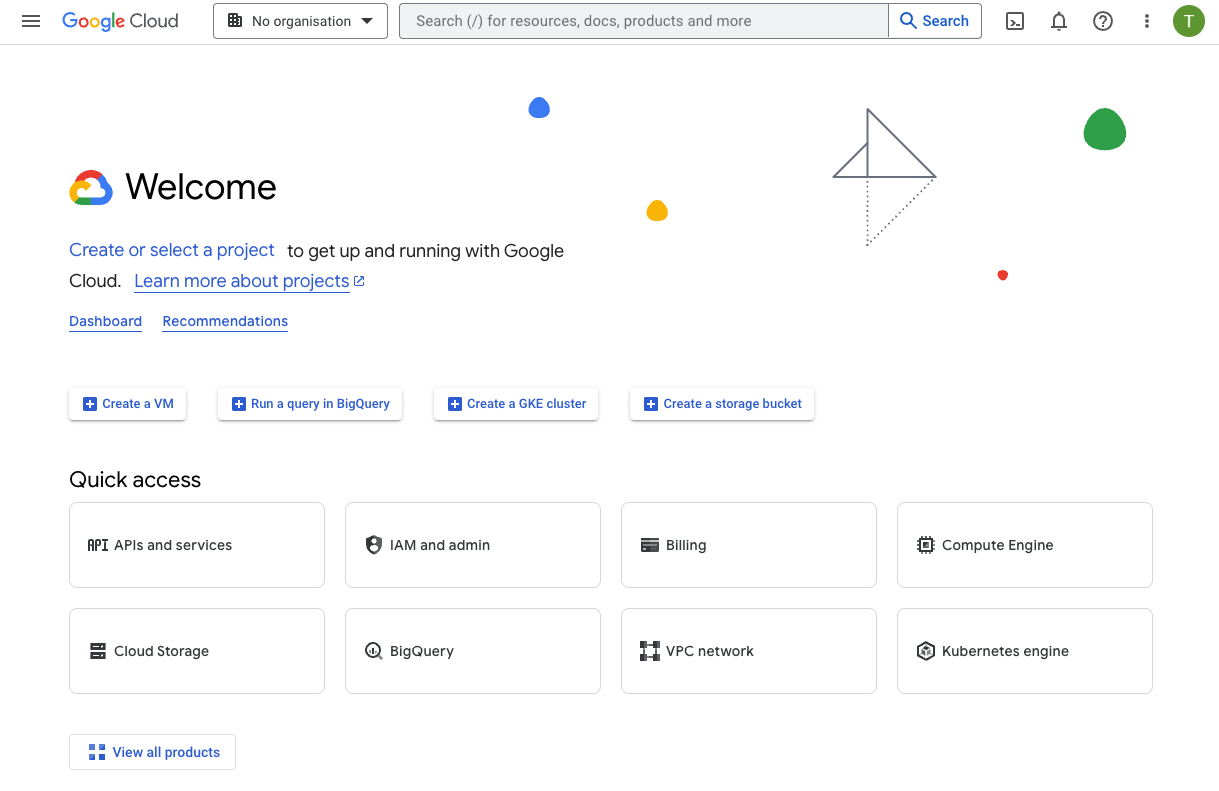 Google Cloud
No organisation
Search (/) for resources, docs, products and more
Search
T
Welcome
Create or select a project to get up and running with Google
Cloud. Learn more about projects
Dashboard Recommendations
Create a VM
Run a query in BigQuery
Create a GKE cluster
Create a storage bucket
Quick access
API APIs and services
IAM and admin
Billing
Compute Engine
Cloud Storage
BigQuery
VPC network
Kubernetes engine
View all products